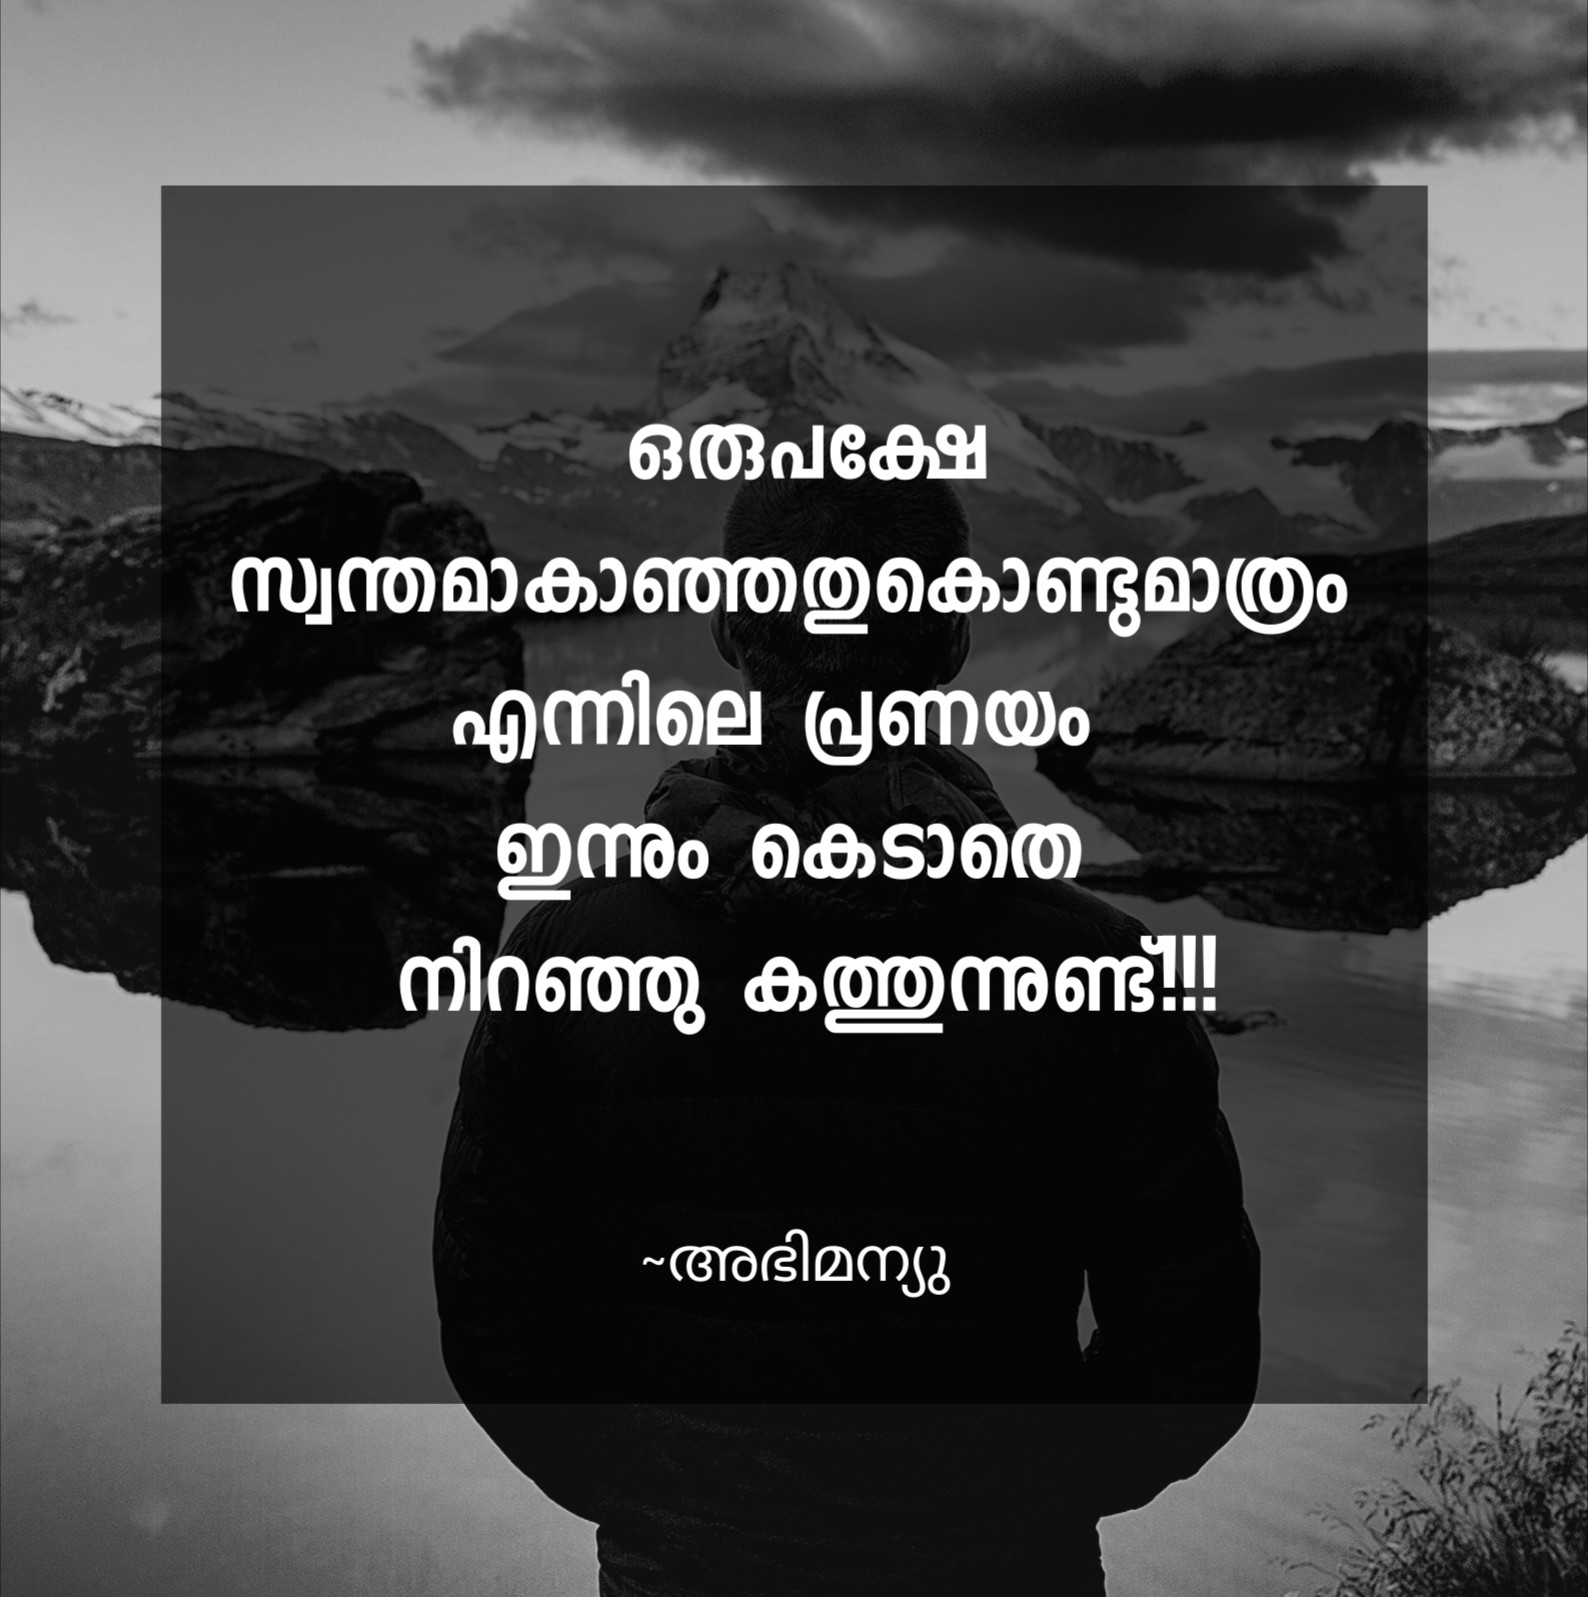 ഒരുപക്ഷേ
സ്വന്തമാകാഞ്ഞതുകൊണ്ടുമാത്രം
എന്നിലെ പ്രണയം
ഇന്നും കെടാതെ
നിറഞ്ഞു കത്തുന്നുണ്ട്!!!
~അഭിമന്യു